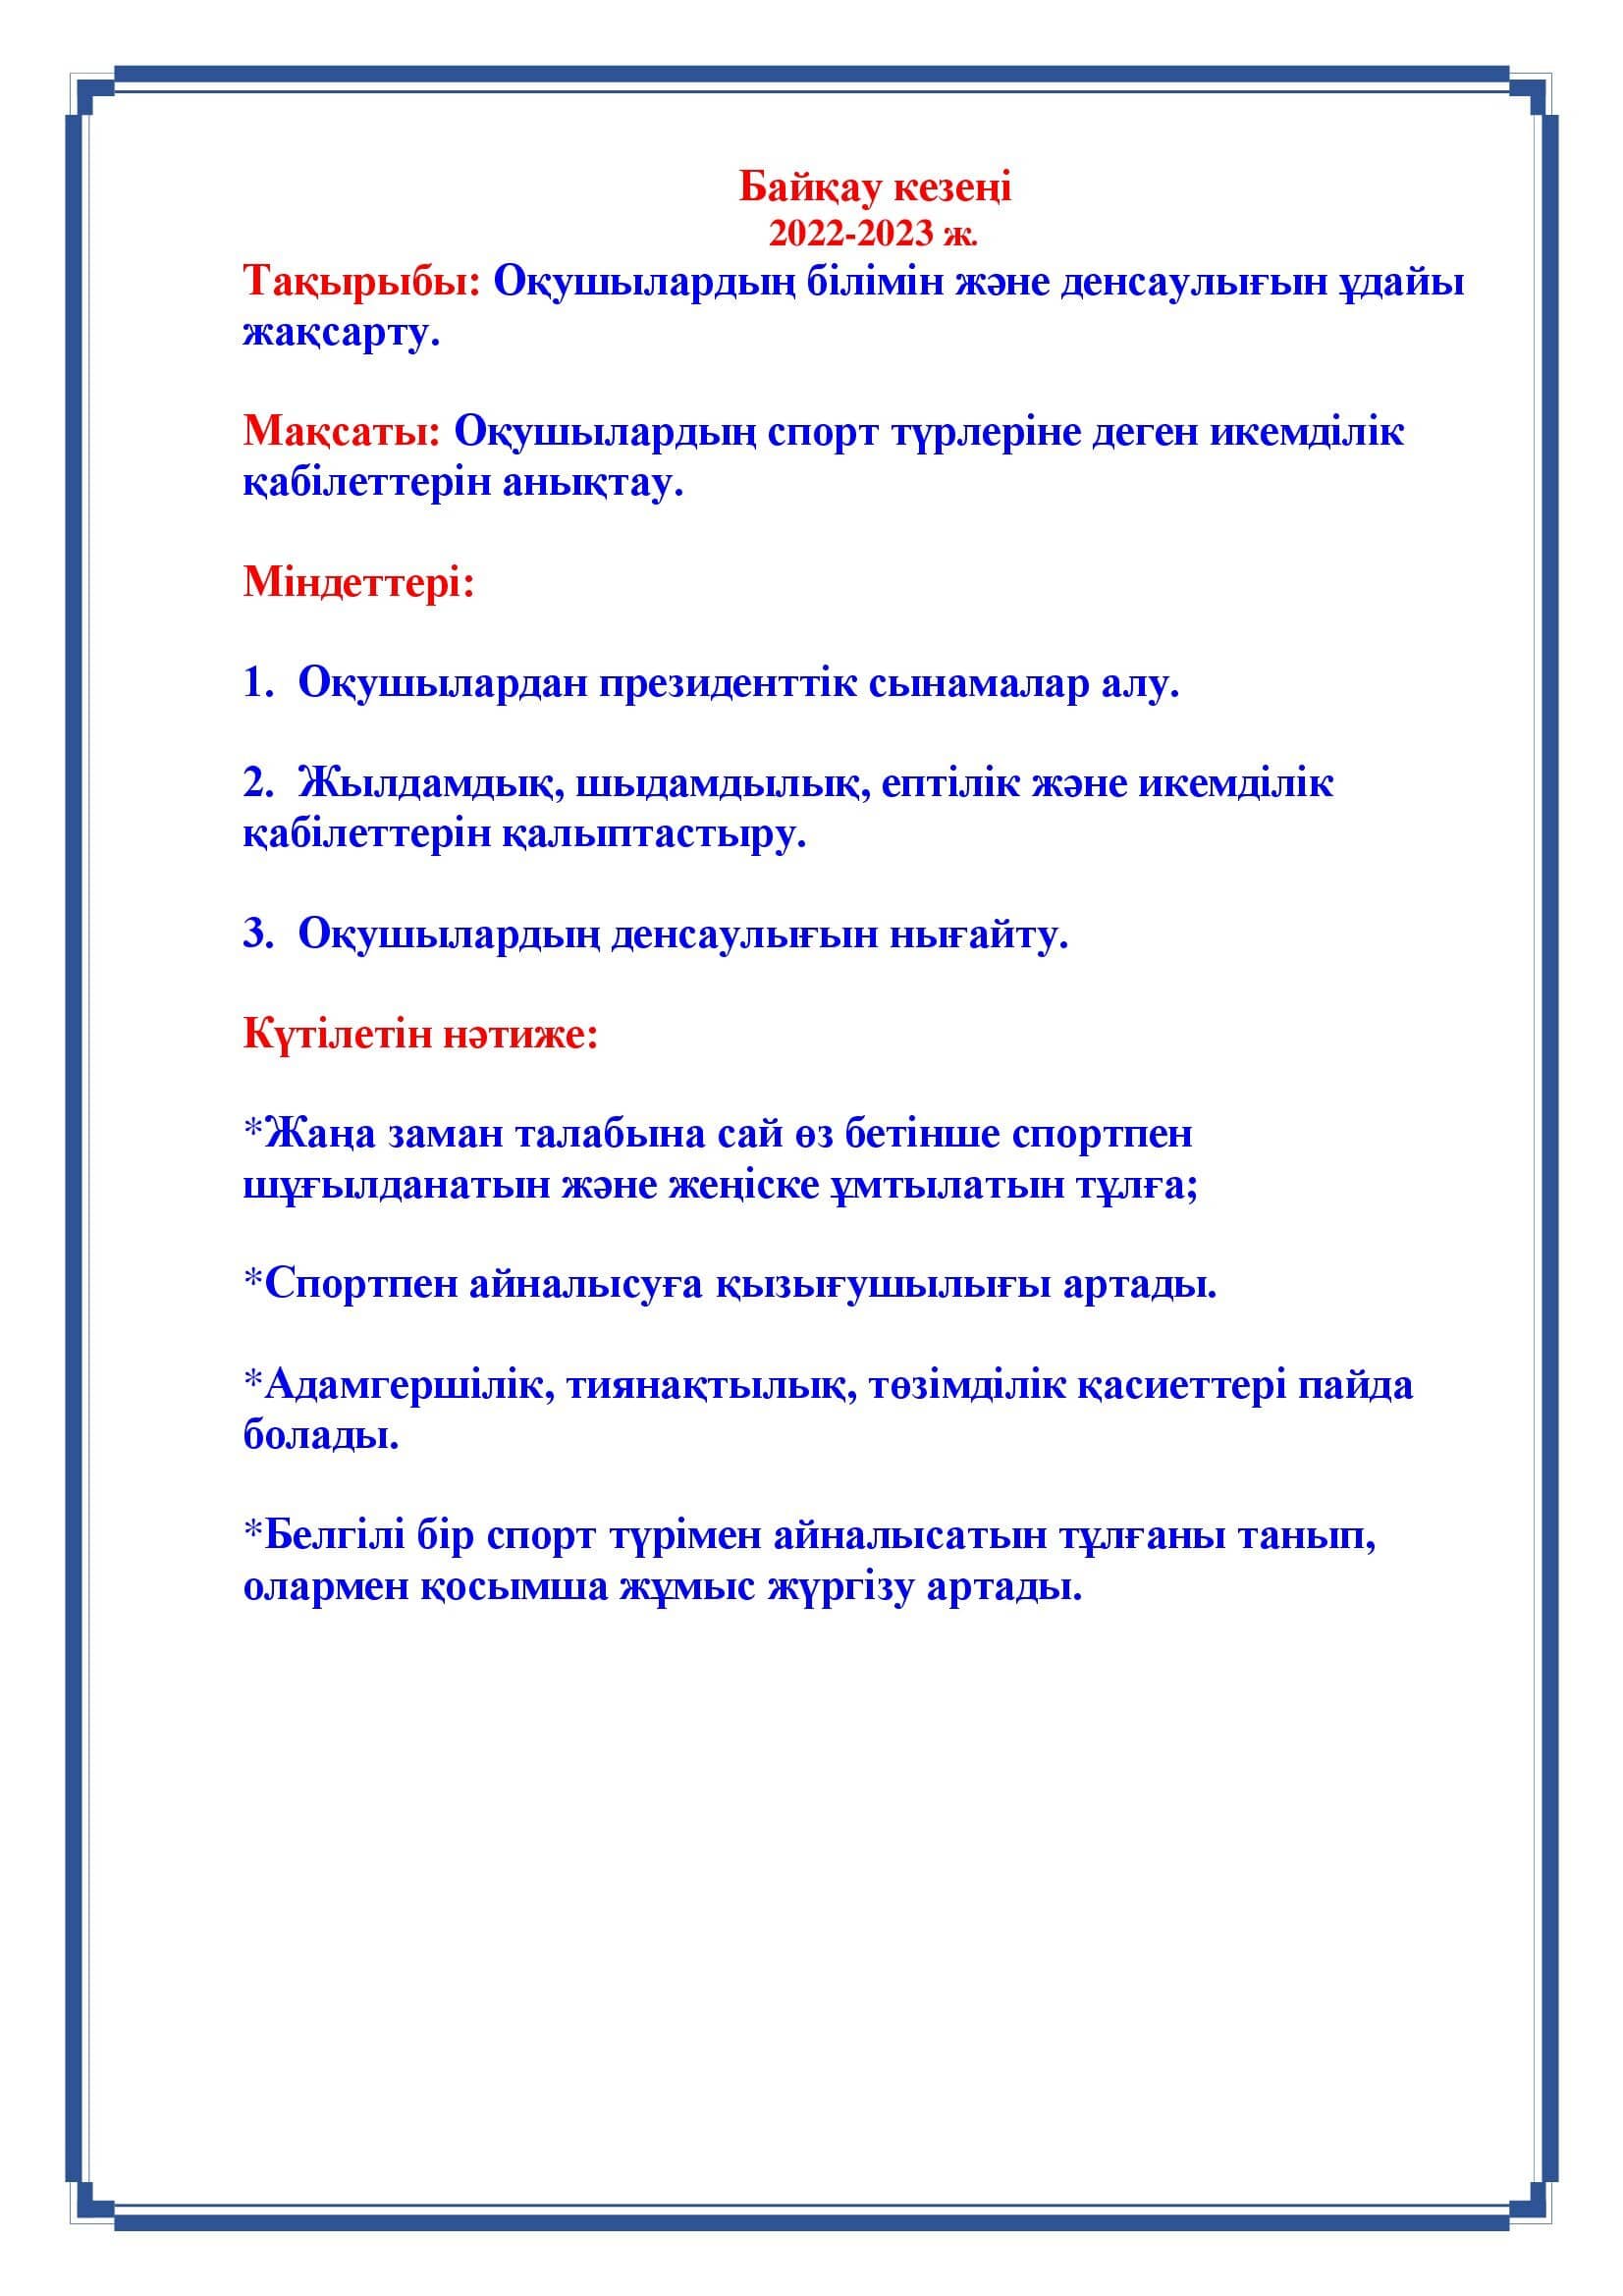 Байқау кезеңі
2022-2023 ж.
Тақырыбы: Оқушылардың білімін және денсаулығын ұдайы
жақсарту.
Мақсаты: Оқушылардың спорт түрлеріне деген икемділік
қабілеттерін анықтау.
Міндеттері:
1. Оқушылардан президенттік сынамалар алу.
2. Жылдамдық, шыдамдылық, ептілік және икемділік
қабілеттерін қалыптастыру.
3. Оқушылардың денсаулығын нығайту.
Күтілетін нәтиже:
*Жаңа заман талабына сай өз бетінше спортпен
шұғылданатын және жеңіске ұмтылатын тұлға;
*Спортпен айналысуға қызығушылығы артады.
*Адамгершілік, тиянақтылық, төзімділік қасиеттері пайда
болады.
*Белгілі бір спорт түрімен айналысатын тұлғаны танып,
олармен қосымша жұмыс жүргізу артады.